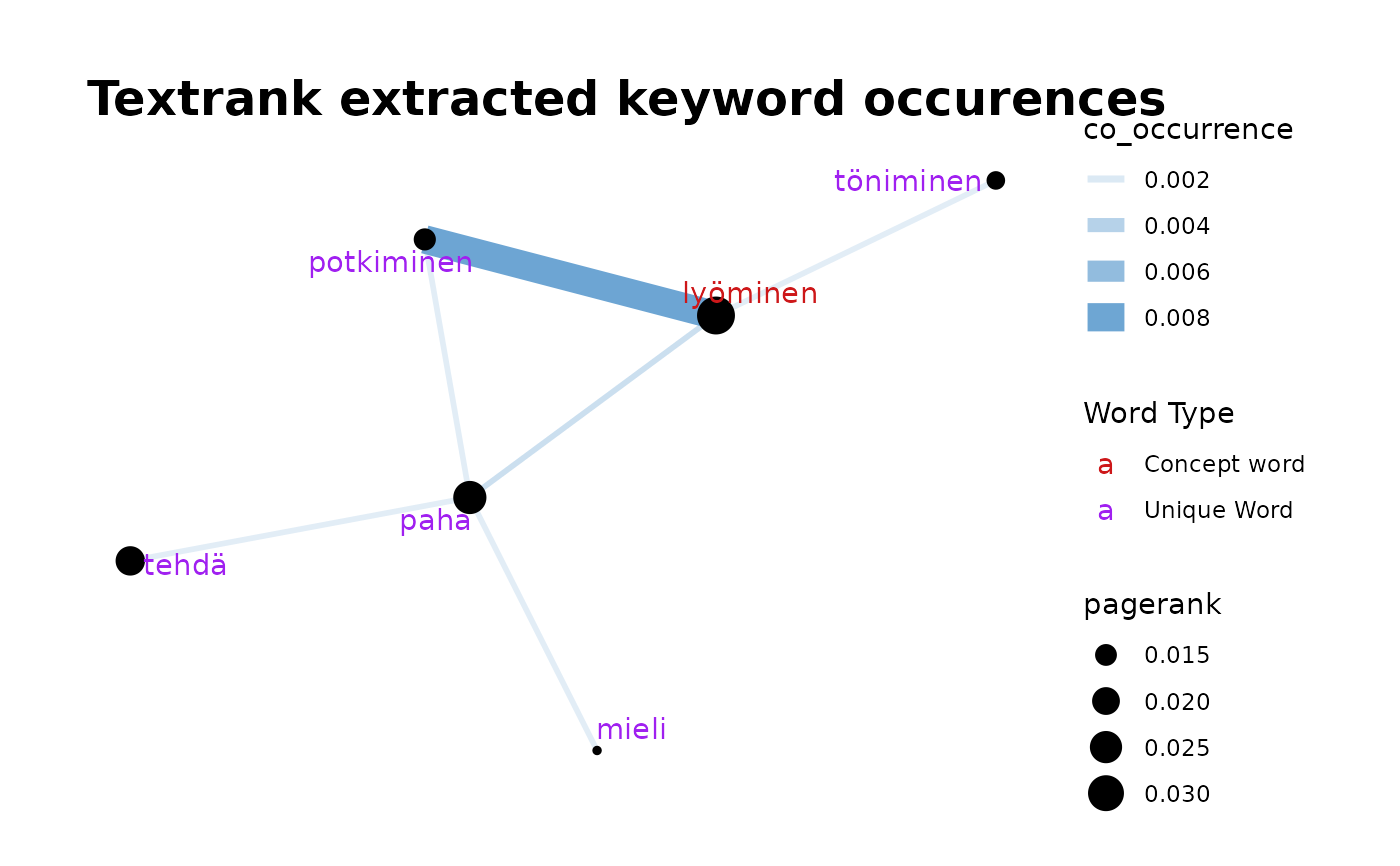 Textrank extracted keyword occurences
töniminen
potkiminen
lyöminen
paha
tehdä
mieli
co_occurrence
0.002
0.004
0.006
0.008
Word Type
a Concept word
a Unique Word
pagerank
0.015
0.020
0.025
0.030